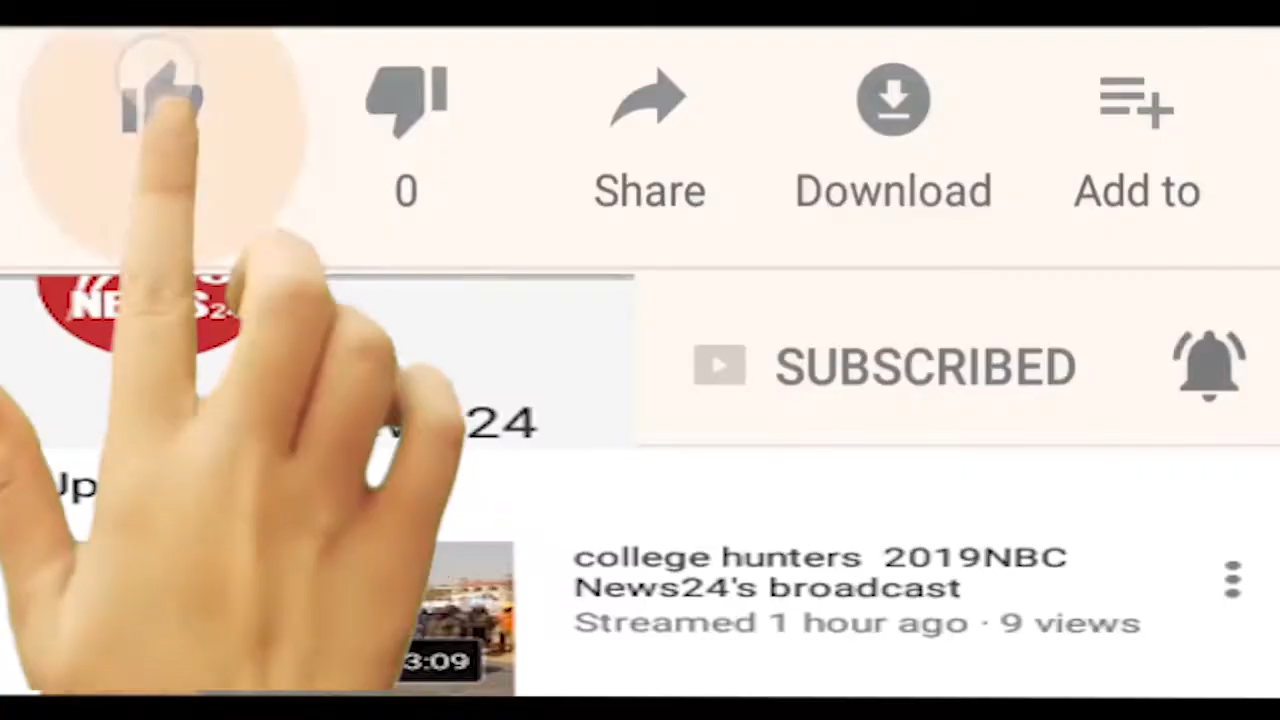 0
Share
Download
Add to
SUBSCRIBED
24
college hunters 2019NBC
News24's broadcast
Streamed 1 hour ago · 9 views
3:09